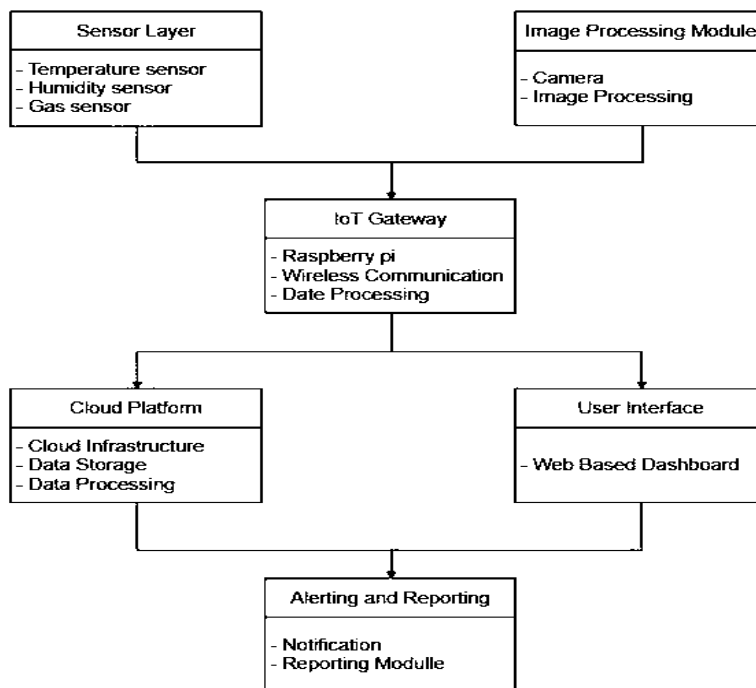 Sensor Layer
- Temperature sensor
- Humidity sensor
- Gas sensor
Image Processing Module
- Camera
- Image Processing
IoT Gateway
- Raspberry pi
- Wireless Communication
- Date Processing
Cloud Platform
- Cloud Infrastructure
- Data Storage
- Data Processing
User Interface
- Web Based Dashboard
Alerting and Reporting
- Notification
- Reporting Modulle